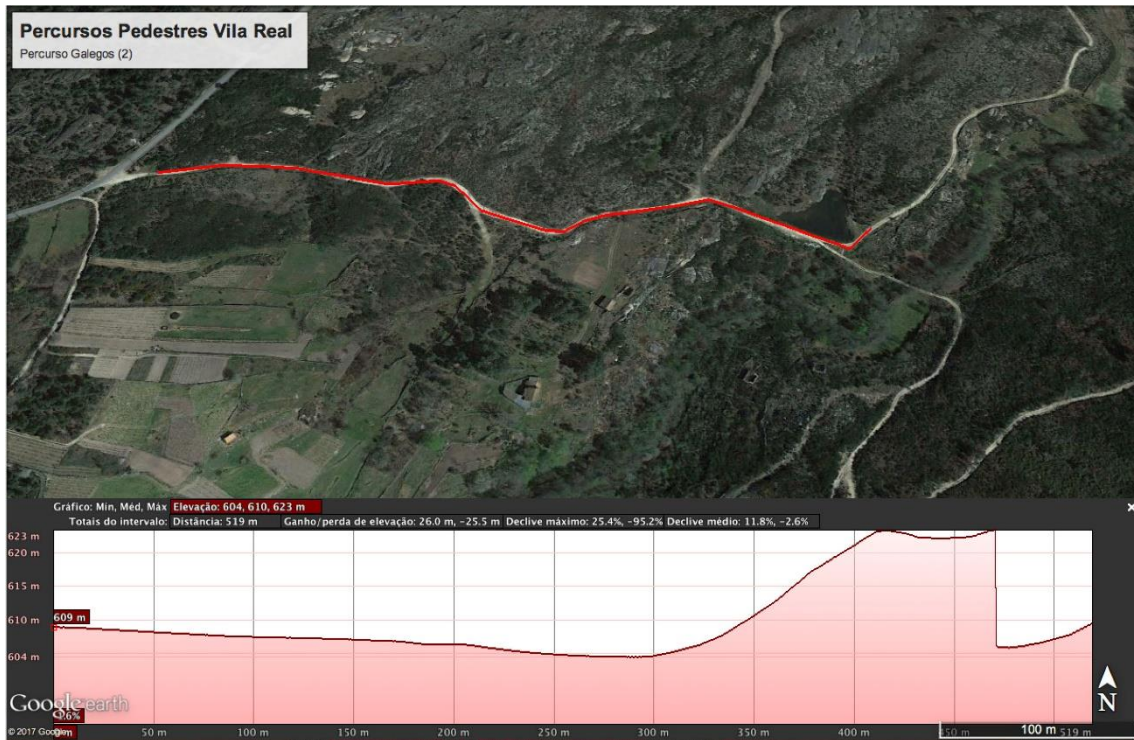 Percursos Pedestres Vila Real
Percurso Galegos (2)
Gráfico: Min, Méd, Máx Elevação: 604, 610, 623 m
Totais do intervalo: Distância: 519 m Ganho/perda de elevação: 26.0 m, -25.5 m Declive máximo: 25.4%, -95.2% Declive médio: 11.8%, -2.6%
623 m
620 m
615 m
610 m
609 m
604 m
N
Google earth
© 2017 Google
50 m 100 m 150 m 200 m 250 m 300 m 350 m 400 m 450 m 519 m
100 m